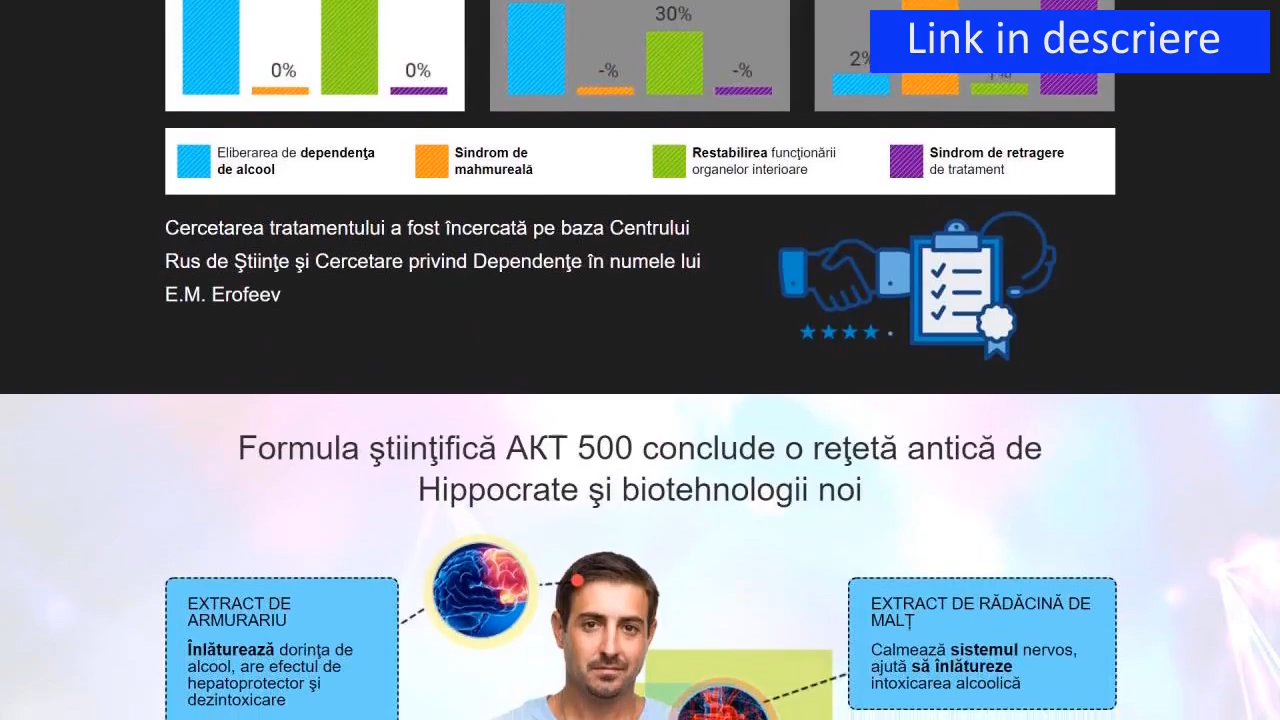 30%
Link in descriere
0%
0%
-%
-%
2%
Eliberarea de dependenţa
de alcool
Sindrom de
mahmureală
Restabilirea funcţionării
organelor interioare
Sindrom de retragere
de tratament
Cercetarea tratamentului a fost încercată pe baza Centrului
Rus de Ştiinţe şi Cercetare privind Dependenţe în numele lui
E.M. Erofeev
Formula ştiinţifică AKT 500 conclude o reţetă antică de
Hippocrate şi biotehnologii noi
EXTRACT DE
ARMURARIU
Înlăturează dorinţa de
alcool, are efectul de
hepatoprotector şi
dezintoxicare
EXTRACT DE RĂDĂCINĂ DE
MALŢ
Calmează sistemul nervos,
ajută să înlătureze
intoxicarea alcoolică